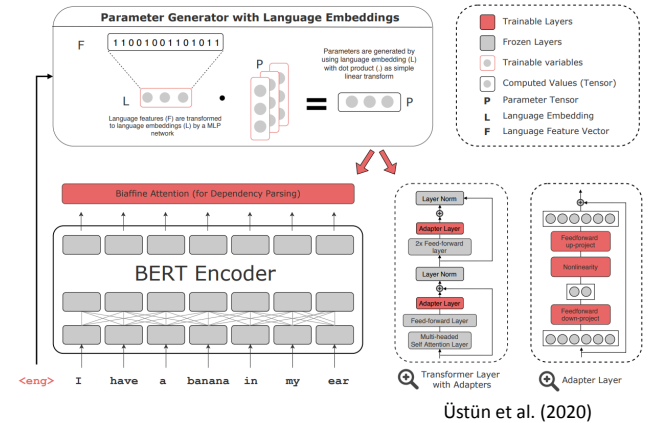 Parameter Generator with Language Embeddings
F
11001001101011
P
L
Language features (F) are transformed
to language embeddings (L) by a MLP
network
Parameters are generated by
using language embedding (L)
with dot product (.) as simple
linear transform
P
Trainable Layers
Frozen Layers
Trainable variables
Computed Values (Tensor)
P Parameter Tensor
L Language Embedding
F Language Feature Vector
Biaffine Attention (for Dependency Parsing)
BERT Encoder
<eng> I have a banana in my ear
Layer Norm
Adapter Layer
2x Feed-forward
layer
Layer Norm
Adapter Layer
Feed-forward Layer
Multi-headed
Self Attention Layer
Transformer Layer
with Adapters
Feedforward
up-project
Nonlinearity
Feedforward
down-project
Adapter Layer
Üstün et al. (2020)